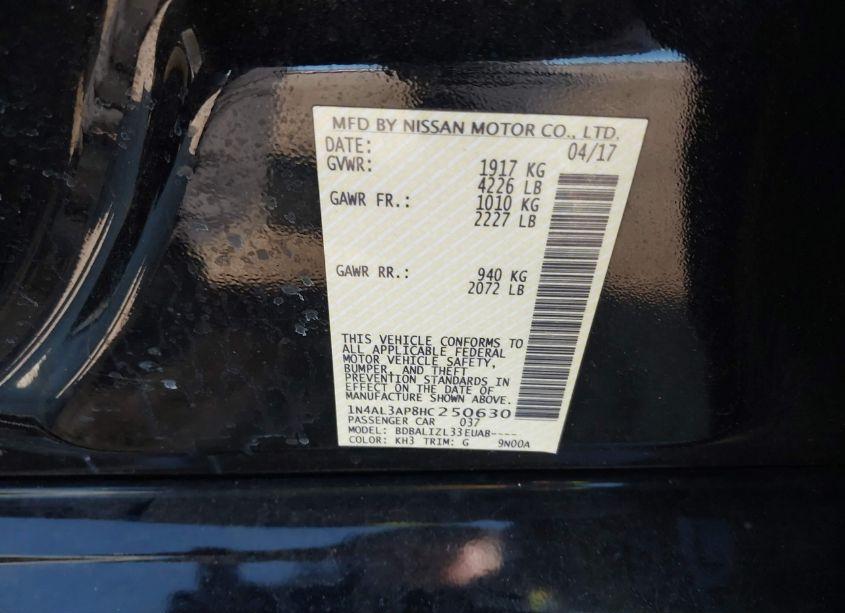 MFD BY NISSAN MOTOR CO., LTD.
DATE: 04/17
GVWR: 1917 KG
4226 LB
GAWR FR.: 1010 KG
2227 LB
GAWR RR.: 940 KG
2072 LB
THIS VEHICLE CONFORMS TO
ALL APPLICABLE FEDERAL
MOTOR VEHICLE SAFETY,
BUMPER, AND THEFT
PREVENTION STANDARDS IN
EFFECT ON THE DATE OF
MANUFACTURE SHOWN ABOVE.
1N4AL3AP8HC250630
PASSENGER CAR 037
MODEL: BDBALIZL33EUAB----
COLOR: KH3 TRIM: G 9N00A